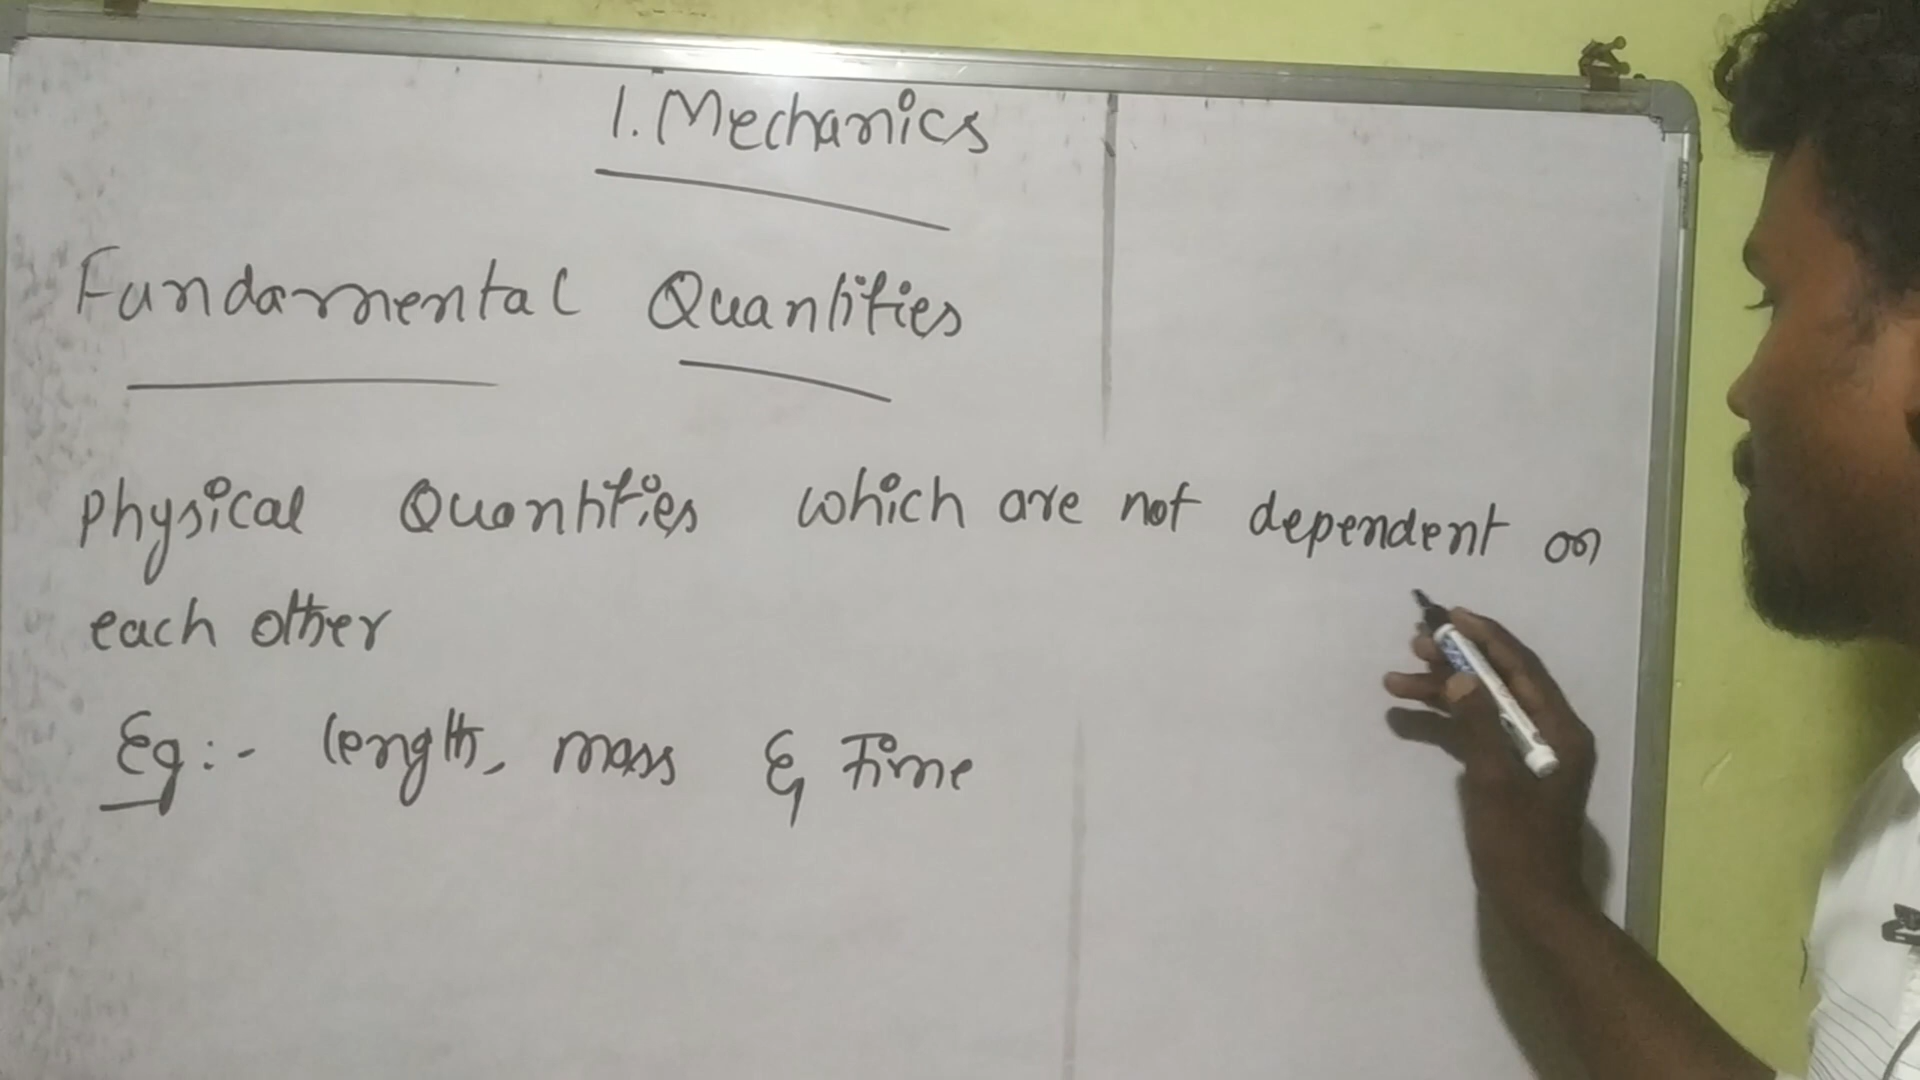 1. Mechanics
Fundamental Quantities
physical Quantities which are not dependent on
each other
Eg:- length, mass & Time